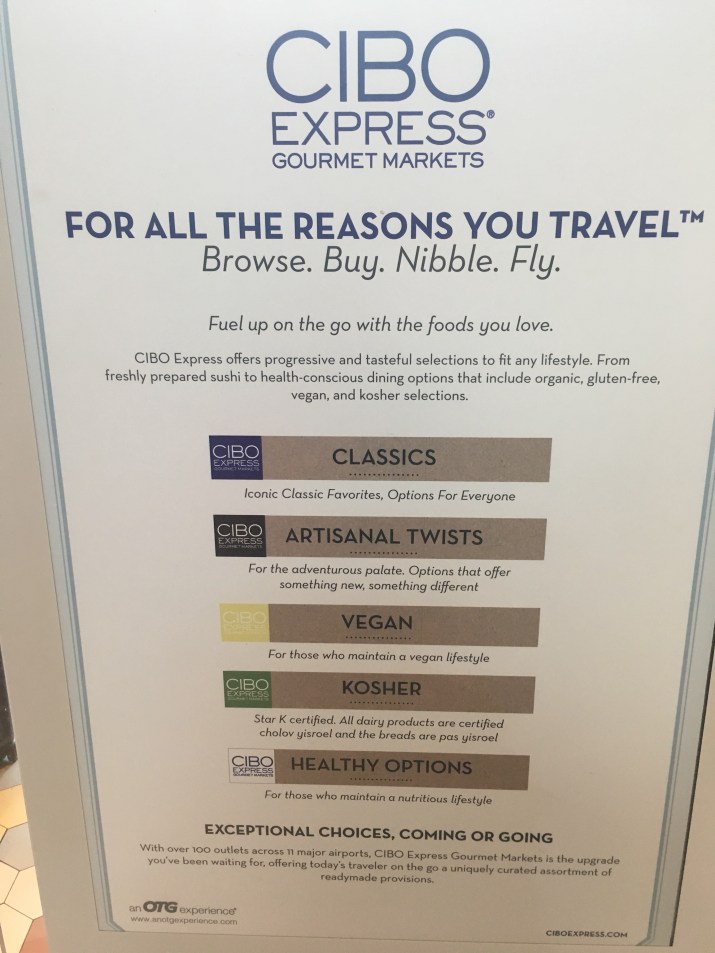 CIBO
EXPRESS®
GOURMET MARKETS
FOR ALL THE REASONS YOU TRAVEL™
Browse. Buy. Nibble. Fly.
Fuel up on the go with the foods you love.
CIBO Express offers progressive and tasteful selections to fit any lifestyle. From
freshly prepared sushi to health-conscious dining options that include organic, gluten-free,
vegan, and kosher selections.
CIBO
EXPRESS
GOURMET MARKETS
CLASSICS
Iconic Classic Favorites, Options For Everyone
CIBO
EXPRESS
GOURMET MARKETS
ARTISANAL TWISTS
For the adventurous palate. Options that offer
something new, something different
CIBO
EXPRESS
VEGAN
For those who maintain a vegan lifestyle
CIBO
EXPRESS
GOURMET MARKETS
KOSHER
Star K certified. All dairy products are certified
cholov yisroel and the breads are pas yisroel
CIBO
EXPRESS
GOURMET MARKETS
HEALTHY OPTIONS
For those who maintain a nutritious lifestyle
EXCEPTIONAL CHOICES, COMING OR GOING
With over 100 outlets across 11 major airports, CIBO Express Gourmet Markets is the upgrade
you've been waiting for, offering today's traveler on the go a uniquely curated assortment of
readymade provisions.
an OTG experience®
www.anotgexperience.com
CIBOEXPRESS.COM